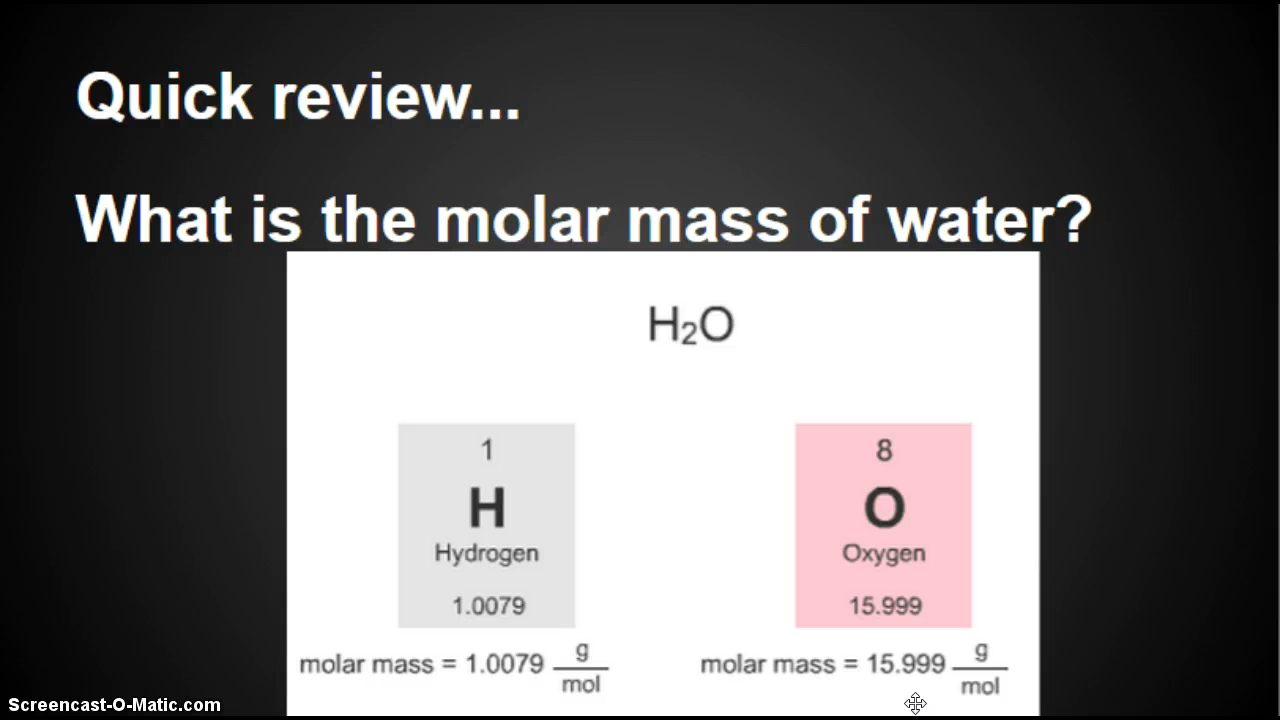 Quick review...
What is the molar mass of water?
H₂O
1
H
Hydrogen
1.0079
molar mass = 1.0079 g/mol
8
O
Oxygen
15.999
molar mass = 15.999 g/mol
Screencast-O-Matic.com